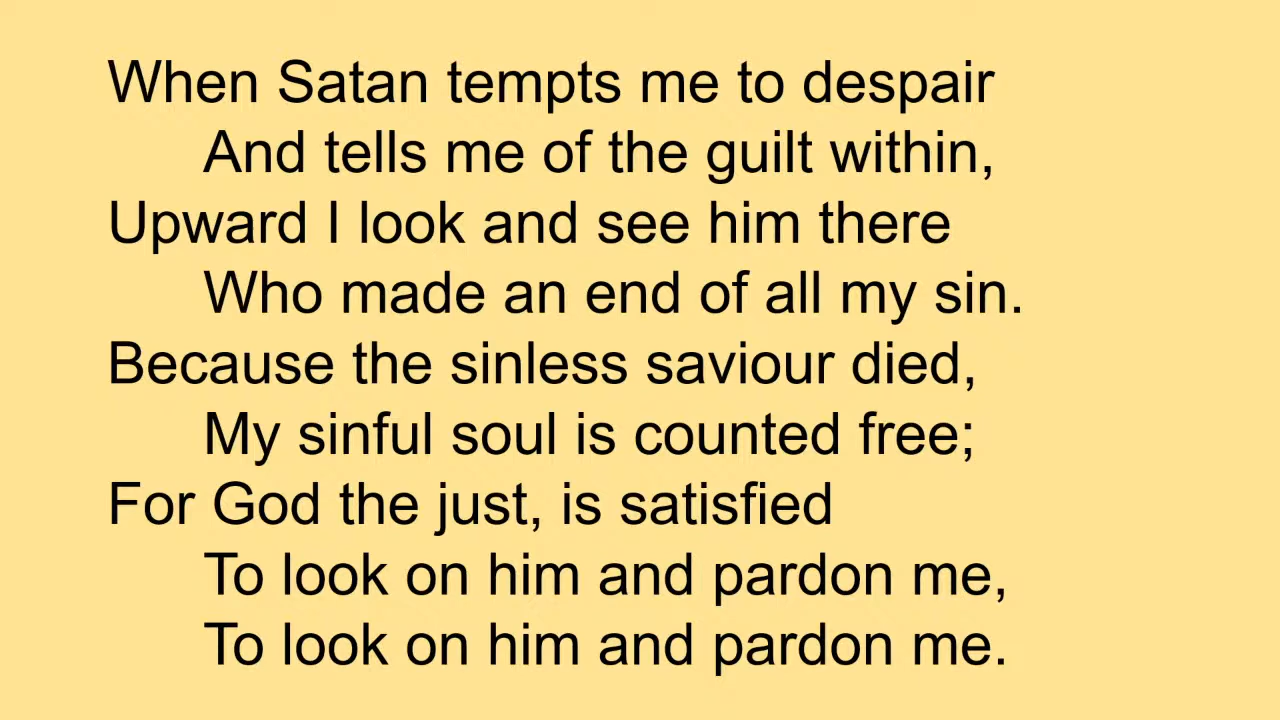 When Satan tempts me to despair
And tells me of the guilt within,
Upward I look and see him there
Who made an end of all my sin.
Because the sinless saviour died,
My sinful soul is counted free;
For God the just, is satisfied
To look on him and pardon me,
To look on him and pardon me.